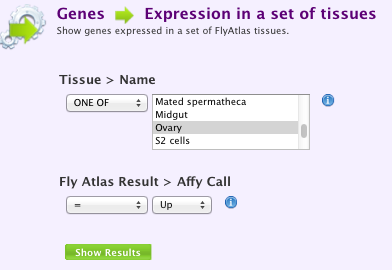 Genes Expression in a set of tissues
Show genes expressed in a set of FlyAtlas tissues.
Tissue > Name
ONE OF
Mated spermatheca
Midgut
Ovary
S2 cells
Fly Atlas Result > Affy Call
= Up
Show Results